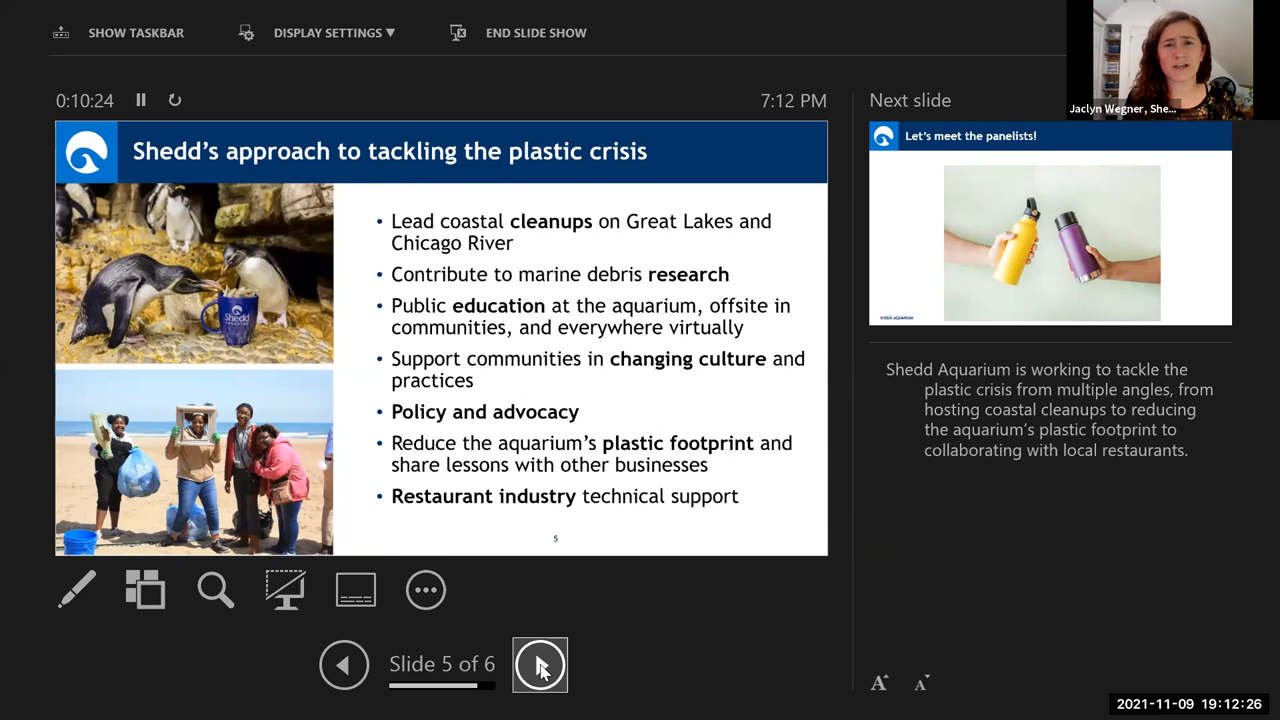 SHOW TASKBAR
DISPLAY SETTINGS ▼
END SLIDE SHOW
Jaclyn Wegner, She...
0:10:24
7:12 PM
Shedd’s approach to tackling the plastic crisis
Shedd
AQUARIUM
• Lead coastal cleanups on Great Lakes and
Chicago River
• Contribute to marine debris research
• Public education at the aquarium, offsite in
communities, and everywhere virtually
• Support communities in changing culture and
practices
• Policy and advocacy
• Reduce the aquarium’s plastic footprint and
share lessons with other businesses
• Restaurant industry technical support
5
Slide 5 of 6
Next slide
Let’s meet the panelists!
SHEDD AQUARIUM
Shedd Aquarium is working to tackle the
plastic crisis from multiple angles, from
hosting coastal cleanups to reducing
the aquarium’s plastic footprint to
collaborating with local restaurants.
A A
2021-11-09 19:12:26